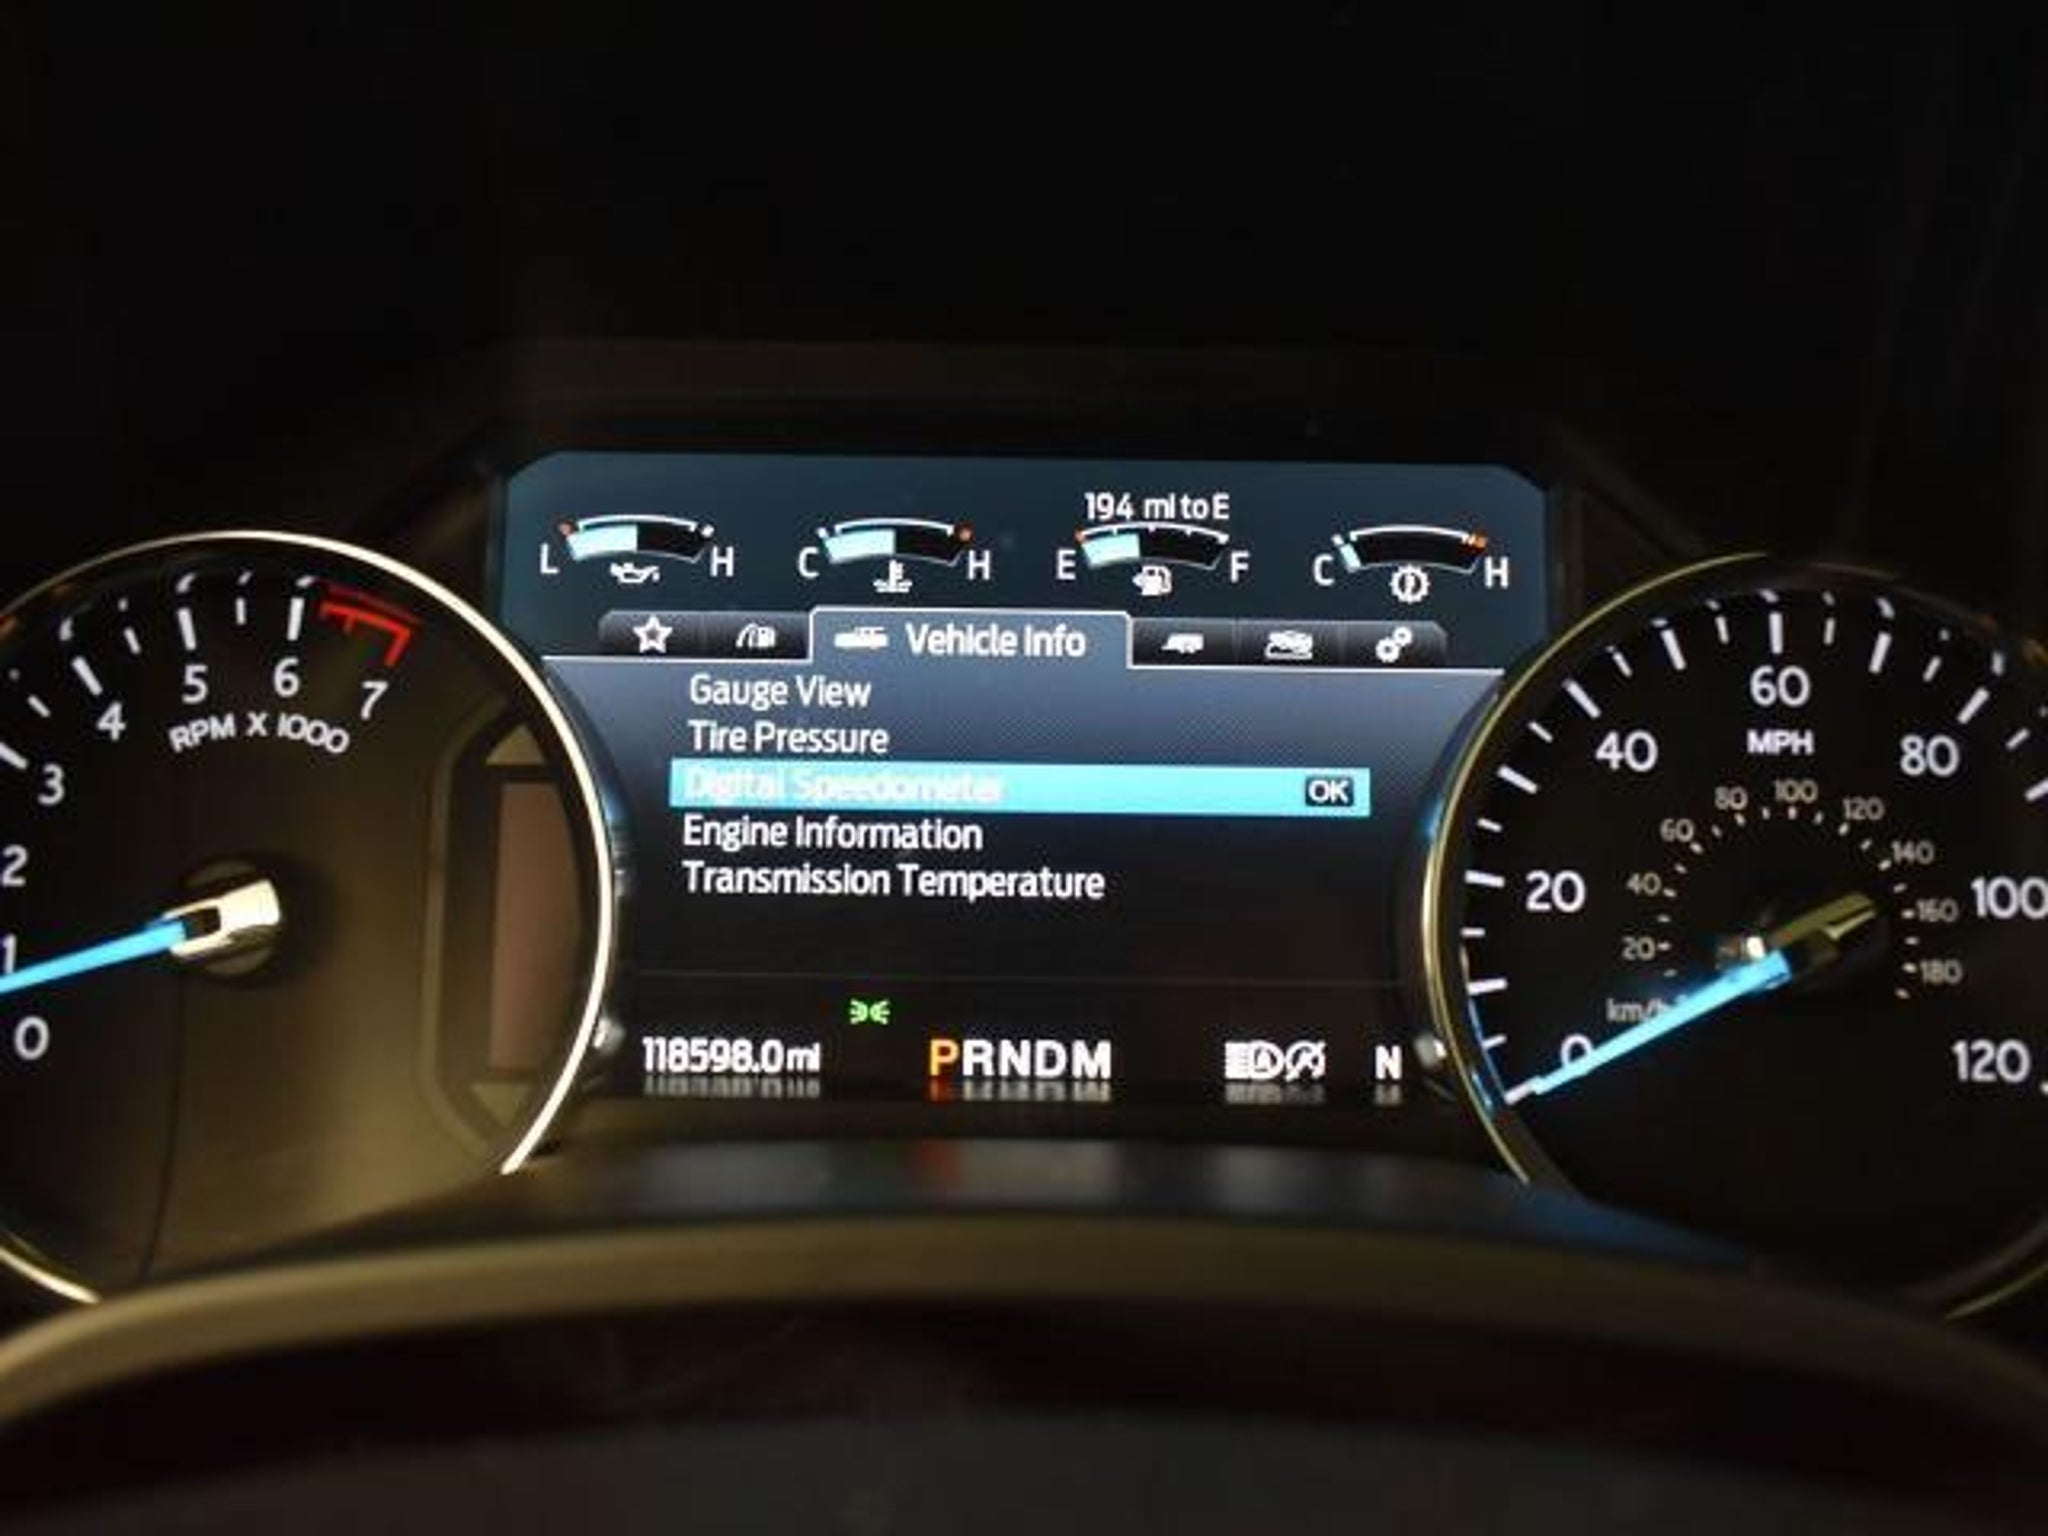 194 mi to E
L H C H E F C H
Vehicle Info
Gauge View
Tire Pressure
Digital Speedometer OK
Engine Information
Transmission Temperature
118598.0 mi PRNDM N
0 1 2 3 4 5 6 7
RPM X 1000
0 20 40 60 80 100 120
MPH
20 40 60 80 100 120 140 160 180
km/h